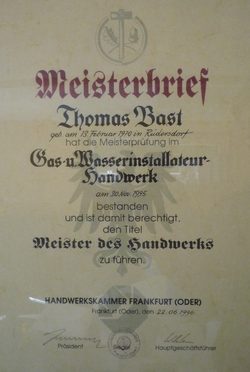 Meisterbrief
Thomas Bast
geb. am 13. Februar 1970 in Rüdersdorf
hat die Meisterprüfung im
Gas- u. Wasserinstallateur-
Handwerk
am 30. Nov. 1995
bestanden
und ist damit berechtigt,
den Titel
Meister des Handwerks
zu führen.
HANDWERKSKAMMER FRANKFURT (ODER)
Frankfurt (Oder), den 22.06.1996
Präsident
Siegel
Hauptgeschäftsführer